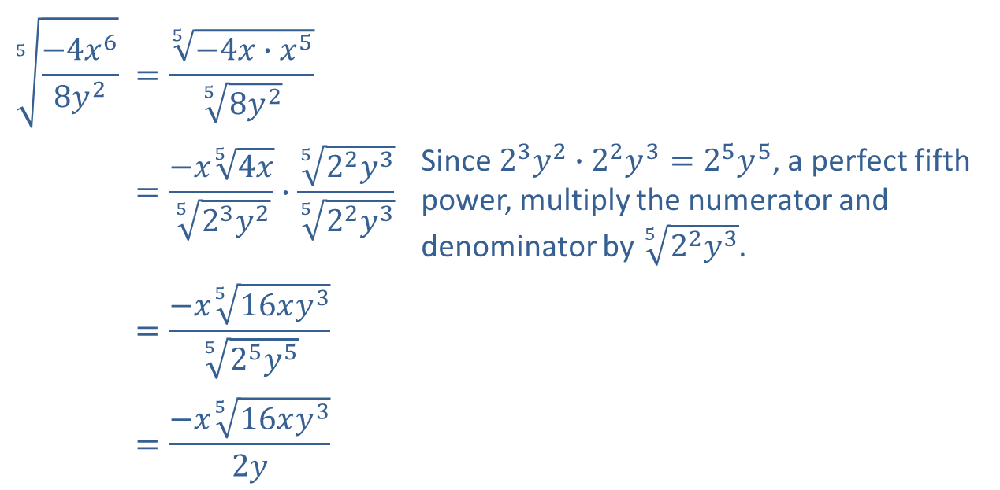 $\sqrt[5]{\frac{-4x^6}{8y^2}} = \frac{\sqrt[5]{-4x \cdot x^5}}{\sqrt[5]{8y^2}}$
$= \frac{-x\sqrt[5]{4x}}{\sqrt[5]{2^3y^2}} \cdot \frac{\sqrt[5]{2^2y^3}}{\sqrt[5]{2^2y^3}}$
Since $2^3y^2 \cdot 2^2y^3 = 2^5y^5$, a perfect fifth
power, multiply the numerator and
denominator by $\sqrt[5]{2^2y^3}$.
$= \frac{-x\sqrt[5]{16xy^3}}{\sqrt[5]{2^5y^5}}$
$= \frac{-x\sqrt[5]{16xy^3}}{2y}$